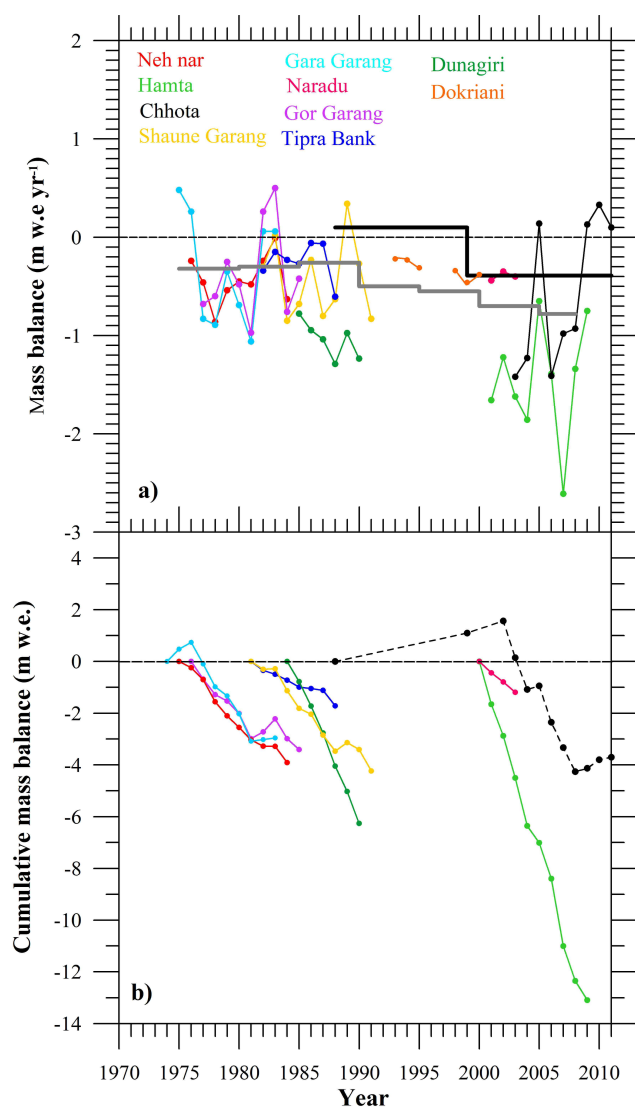 2
Neh nar Gara Garang Dunagiri
Hamta Naradu Dokriani
Chhota Gor Garang
Shaune Garang Tipra Bank
1
0
-1
-2
-3
Mass balance (m w.e yr⁻¹)
a)
4
2
0
-2
-4
-6
-8
-10
-12
-14
Cumulative mass balance (m w.e.)
b)
1970 1975 1980 1985 1990 1995 2000 2005 2010
Year